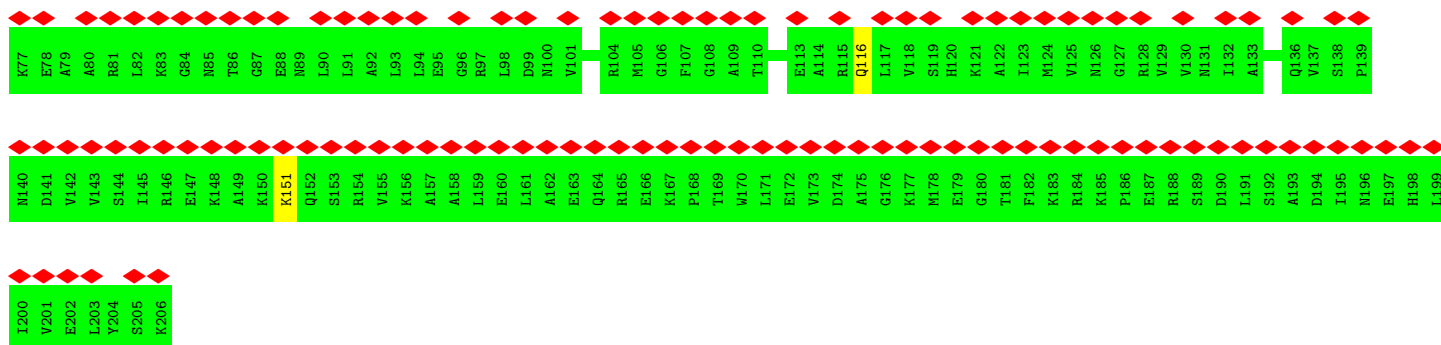 K77 E78 A79 A80 R81 L82 K83 G84 N85 T86 G87 E88 N89 L90 L91 A92 L93 L94 E95 G96 R97 L98 D99 N100 V101 R104 M105 G106 F107 G108 A109 T110 E113 A114 R115 Q116 L117 V118 S119 H120 K121 A122 I123 M124 V125 N126 G127 R128 V129 V130 N131 I132 A133 Q136 V137 S138 P139
N140 D141 V142 V143 S144 I145 R146 E147 K148 A149 K150 K151 Q152 S153 R154 V155 K156 A157 A158 L159 E160 L161 A162 E163 Q164 R165 E166 K167 P168 T169 W170 L171 E172 V173 D174 A175 G176 K177 M178 E179 G180 T181 F182 K183 R184 K185 P186 E187 R188 S189 D190 L191 S192 A193 D194 I195 N196 E197 H198 L199
I200 V201 E202 L203 Y204 S205 K206